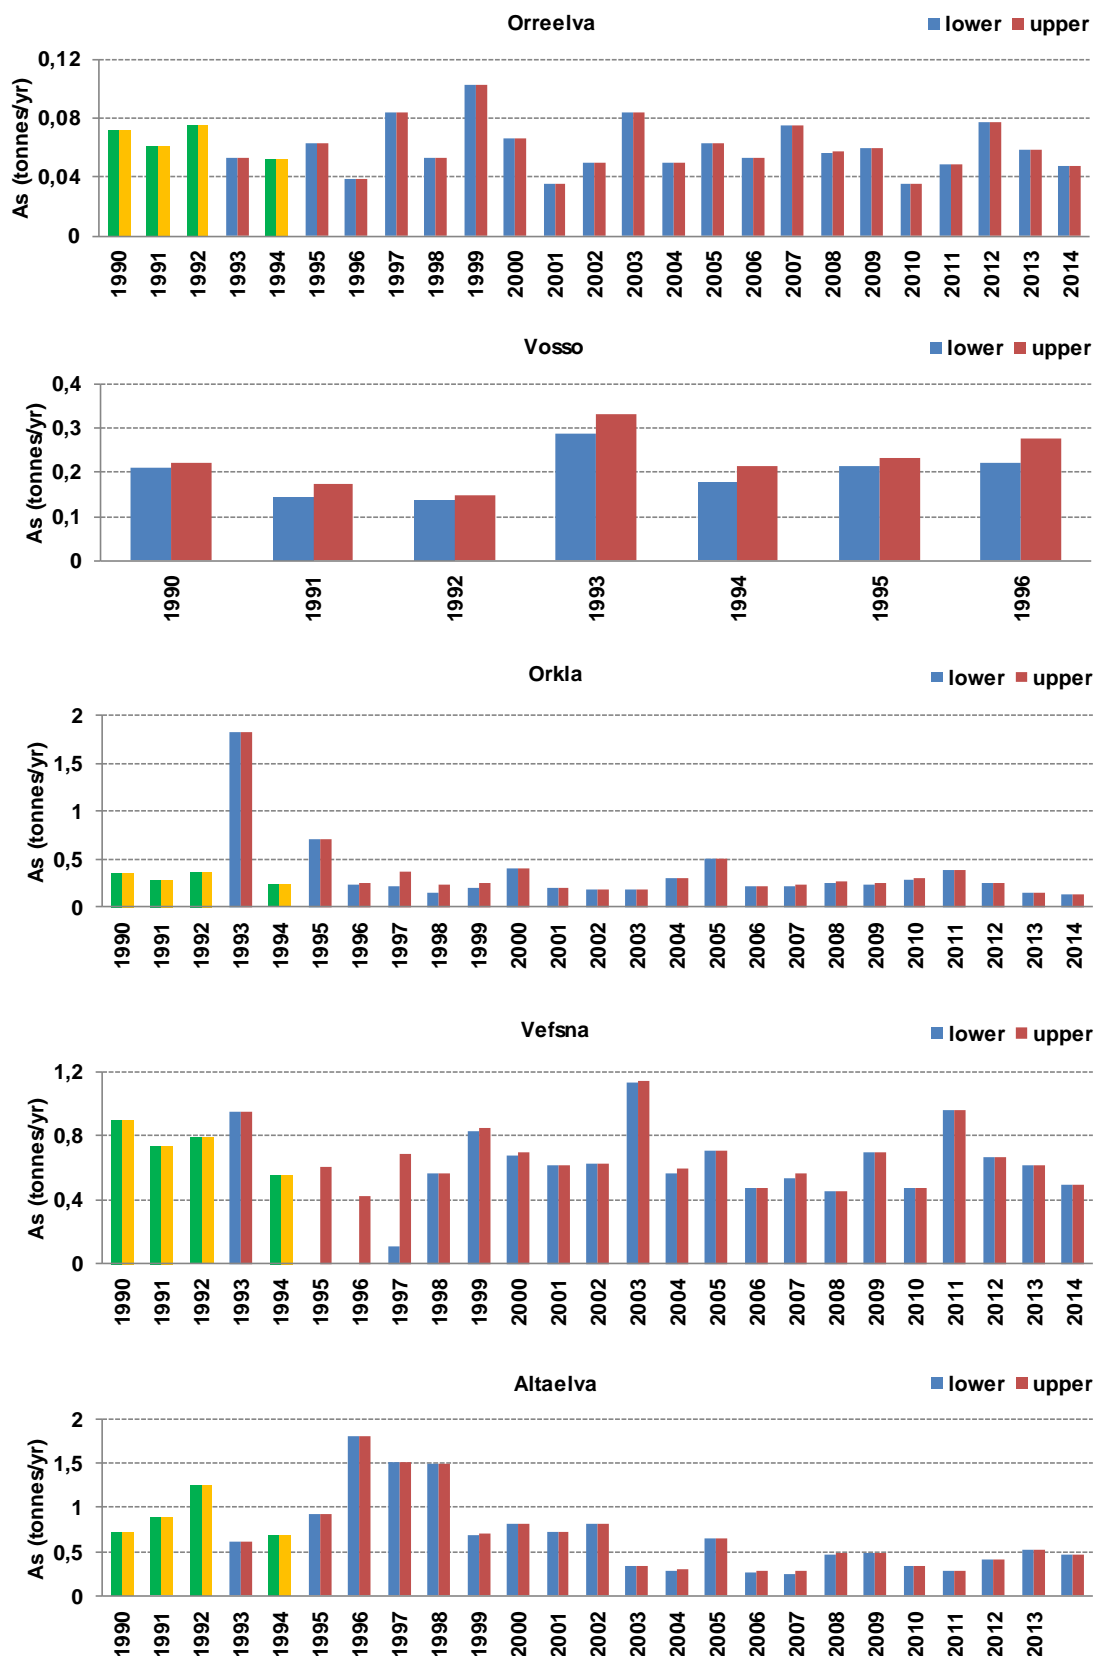 Orreelva
lower upper
As (tonnes/yr)
0,12
0,08
0,04
0
1990 1991 1992 1993 1994 1995 1996 1997 1998 1999 2000 2001 2002 2003 2004 2005 2006 2007 2008 2009 2010 2011 2012 2013 2014
Vosso
lower upper
As (tonnes/yr)
0,4
0,3
0,2
0,1
0
1990 1991 1992 1993 1994 1995 1996
Orkla
lower upper
As (tonnes/yr)
2
1,5
1
0,5
0
1990 1991 1992 1993 1994 1995 1996 1997 1998 1999 2000 2001 2002 2003 2004 2005 2006 2007 2008 2009 2010 2011 2012 2013 2014
Vefsna
lower upper
As (tonnes/yr)
1,2
0,8
0,4
0
1990 1991 1992 1993 1994 1995 1996 1997 1998 1999 2000 2001 2002 2003 2004 2005 2006 2007 2008 2009 2010 2011 2012 2013 2014
Altaelva
lower upper
As (tonnes/yr)
2
1,5
1
0,5
0
1990 1991 1992 1993 1994 1995 1996 1997 1998 1999 2000 2001 2002 2003 2004 2005 2006 2007 2008 2009 2010 2011 2012 2013